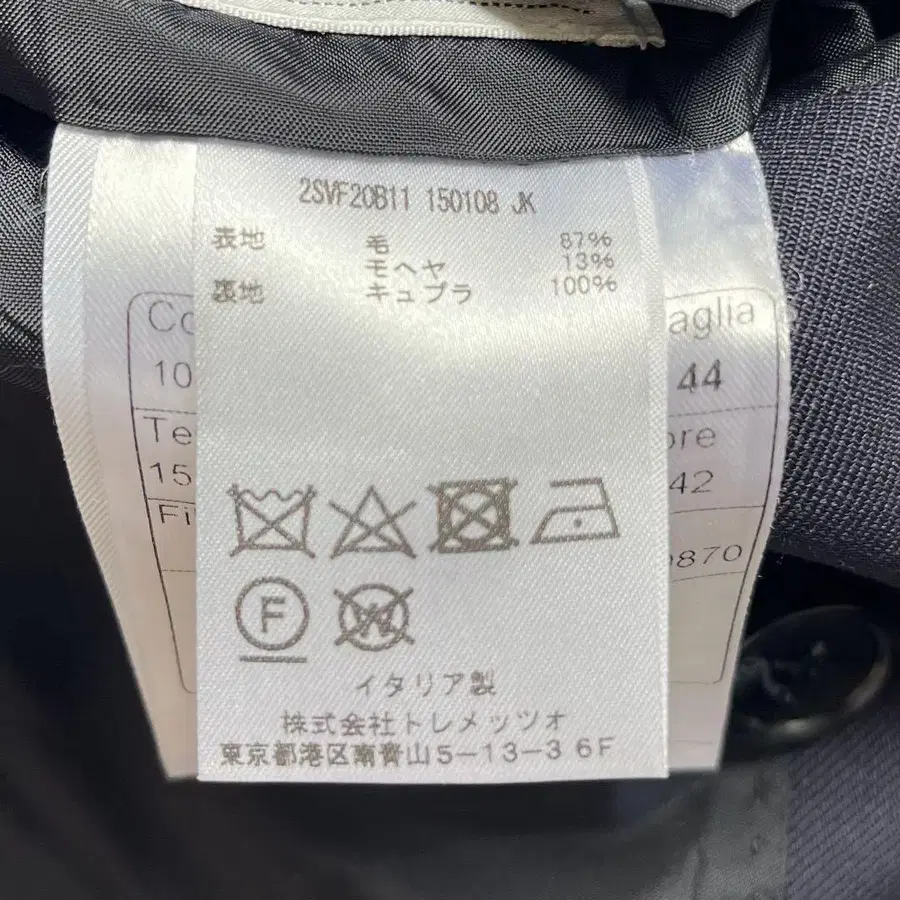 2SVF20B11 150108 JK
表地 毛 87%
モヘヤ 13%
裏地 キュプラ 100%
Co
aglia
10
44
Te
ore
15
42
Fi
0870
F
W
イタリア製
株式会社トレメッツォ
東京都港区南青山5-13-3 6F